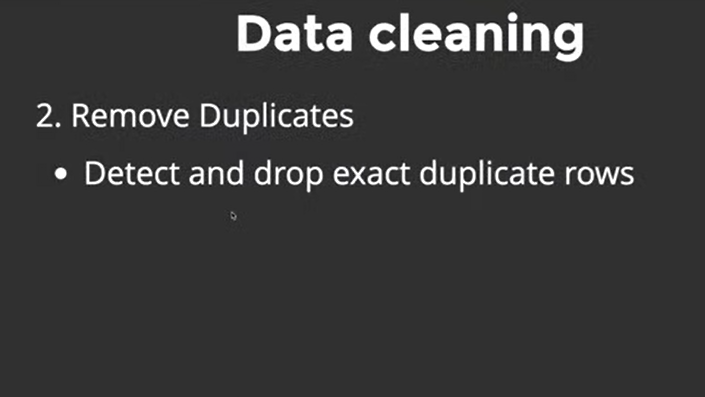 Data cleaning
2. Remove Duplicates
• Detect and drop exact duplicate rows